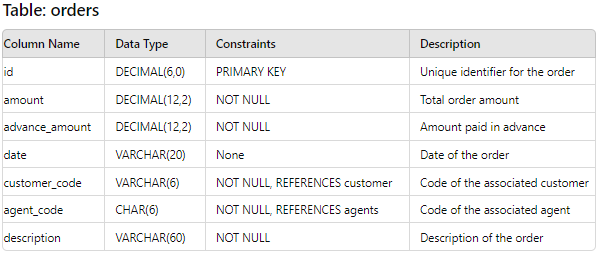 Table: orders
Column Name Data Type Constraints Description
id DECIMAL(6,0) PRIMARY KEY Unique identifier for the order
amount DECIMAL(12,2) NOT NULL Total order amount
advance_amount DECIMAL(12,2) NOT NULL Amount paid in advance
date VARCHAR(20) None Date of the order
customer_code VARCHAR(6) NOT NULL, REFERENCES customer Code of the associated customer
agent_code CHAR(6) NOT NULL, REFERENCES agents Code of the associated agent
description VARCHAR(60) NOT NULL Description of the order